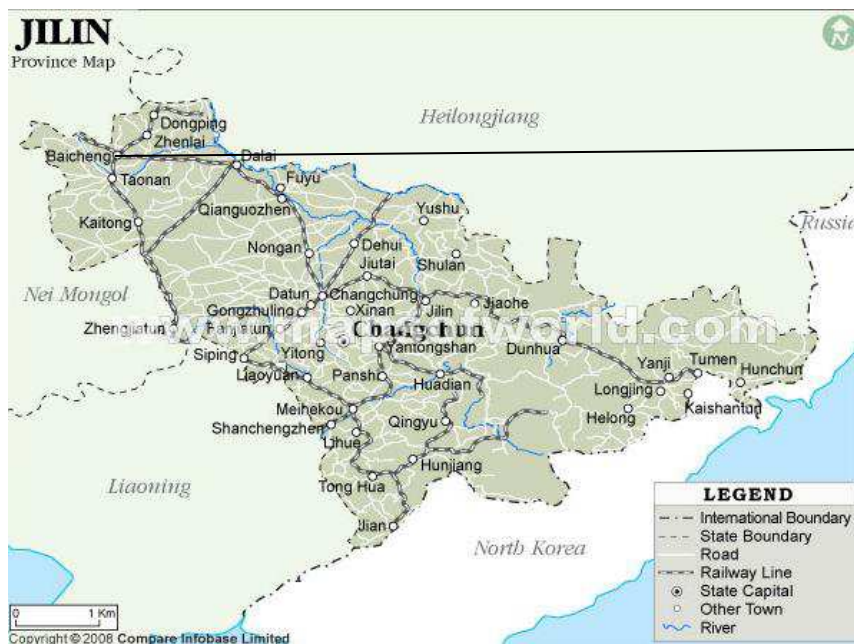 JILIN
Province Map
N
Heilongjiang
Dongping
Zhenlai
Baicheng
Dalai
Taonan
Fuyu
Qianguozhen
Yushu
Kaitong
Russia
Nongan
Dehui
Shulan
Jiutai
Nei Mongol
Datun
Changchung
Jilin
Jiaohe
Gongzhuling
Xinan
Zhengjiatun
Changchun
Yantongshan
Dunhua
Siping
Yitong
Yanji
Tumen
Hunchun
Liaoyuan
Pansh
Huadian
Longjing
Kaishantun
Meihekou
Qingyu
Helong
Shanchengzhen
Lihue
Hunjiang
Liaoning
Tong Hua
Jian
North Korea
LEGEND
International Boundary
State Boundary
Road
Railway Line
State Capital
Other Town
River
0 1 Km
Copyright © 2008 Compare Infobase Limited